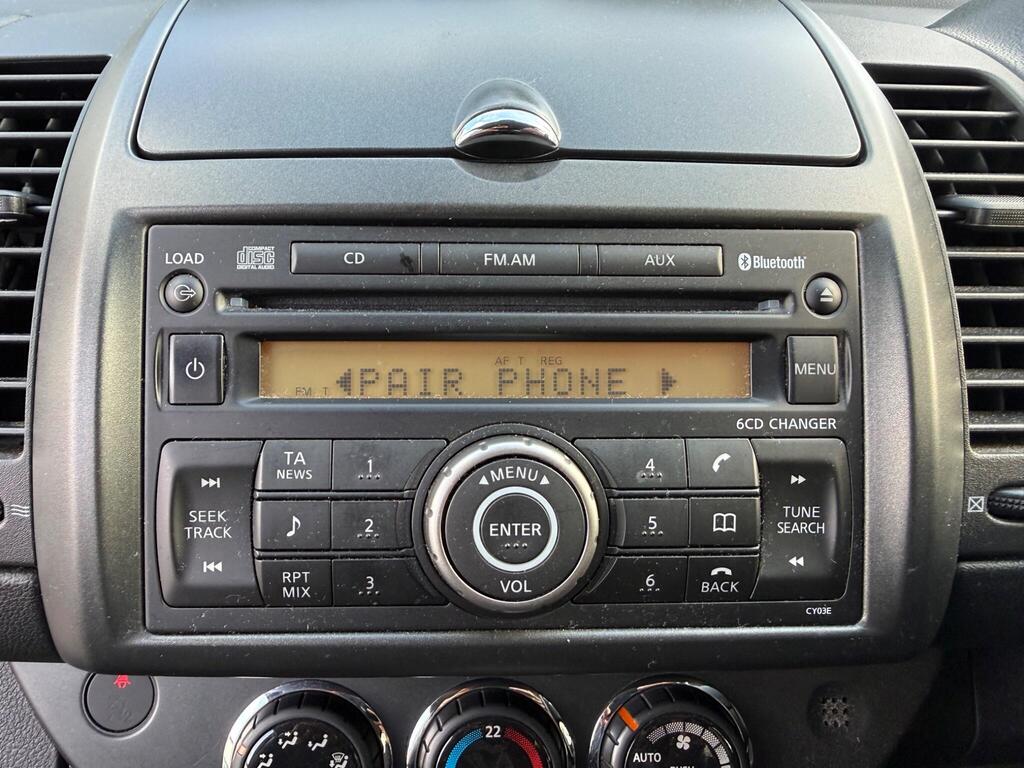 LOAD
COMPACT
disc
DIGITAL AUDIO
CD
FM.AM
AUX
Bluetooth
AF T REG
FM T
PAIR PHONE
MENU
6CD CHANGER
TA
NEWS
1
4
SEEK
TRACK
2
MENU
ENTER
VOL
5
TUNE
SEARCH
RPT
MIX
3
6
BACK
CY03E
22
AUTO